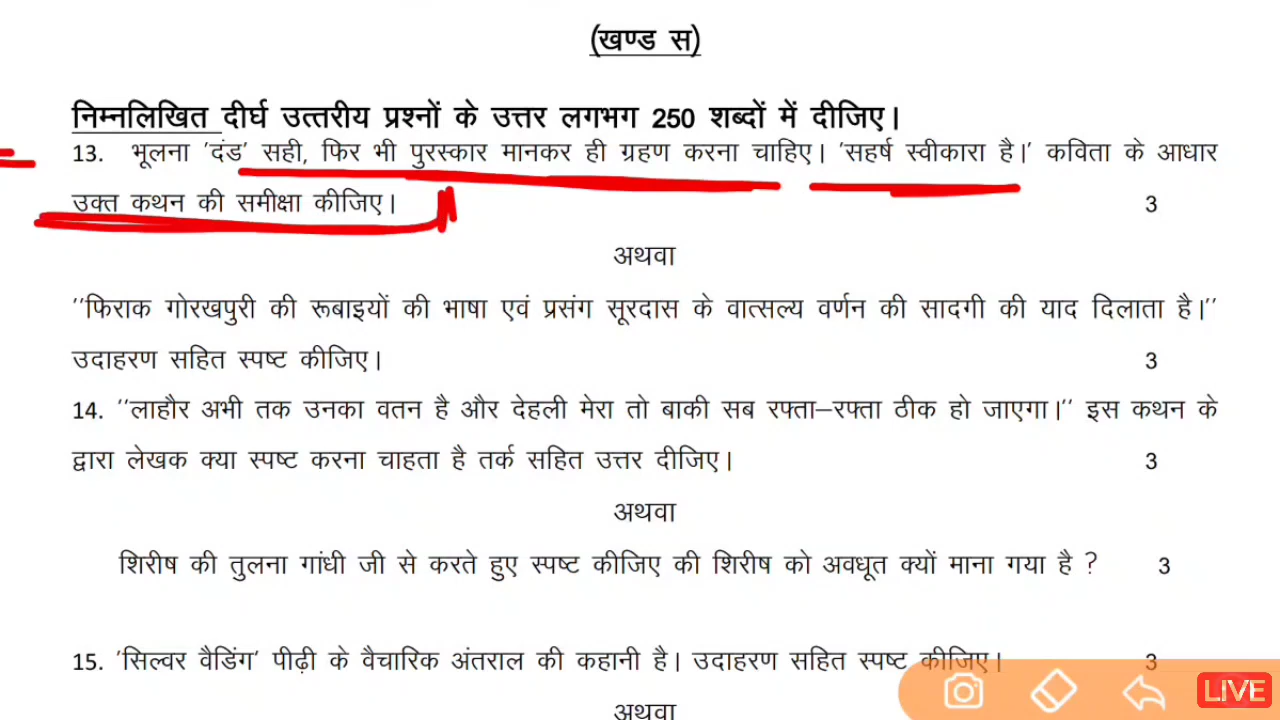 (खण्ड स)
निम्नलिखित दीर्घ उत्तरीय प्रश्नों के उत्तर लगभग 250 शब्दों में दीजिए।
13. भूलना 'दंड' सही, फिर भी पुरस्कार मानकर ही ग्रहण करना चाहिए। 'सहर्ष स्वीकारा है।' कविता के आधार
उक्त कथन की समीक्षा कीजिए। 3
अथवा
''फिराक गोरखपुरी की रूबाइयों की भाषा एवं प्रसंग सूरदास के वात्सल्य वर्णन की सादगी की याद दिलाता है।''
उदाहरण सहित स्पष्ट कीजिए। 3
14. ''लाहौर अभी तक उनका वतन है और देहली मेरा तो बाकी सब रफ्ता–रफ्ता ठीक हो जाएगा।'' इस कथन के
द्वारा लेखक क्या स्पष्ट करना चाहता है तर्क सहित उत्तर दीजिए। 3
अथवा
शिरीष की तुलना गांधी जी से करते हुए स्पष्ट कीजिए की शिरीष को अवधूत क्यों माना गया है ? 3
15. 'सिल्वर वैडिंग' पीढ़ी के वैचारिक अंतराल की कहानी है। उदाहरण सहित स्पष्ट कीजिए। 3
LIVE
अथवा